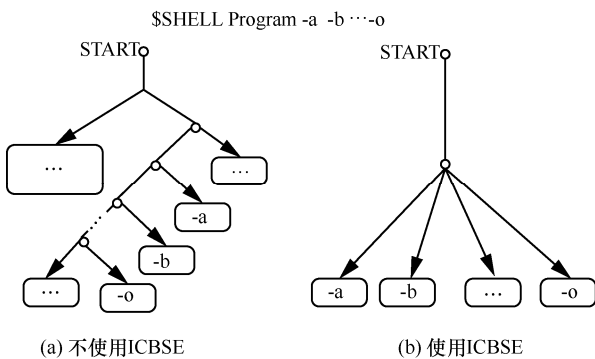 $SHELL Program -a -b ···-o
START
START
...
...
-a
-b
...
-o
-a
-b
...
-o
(a) 不使用ICBSE
(b) 使用ICBSE